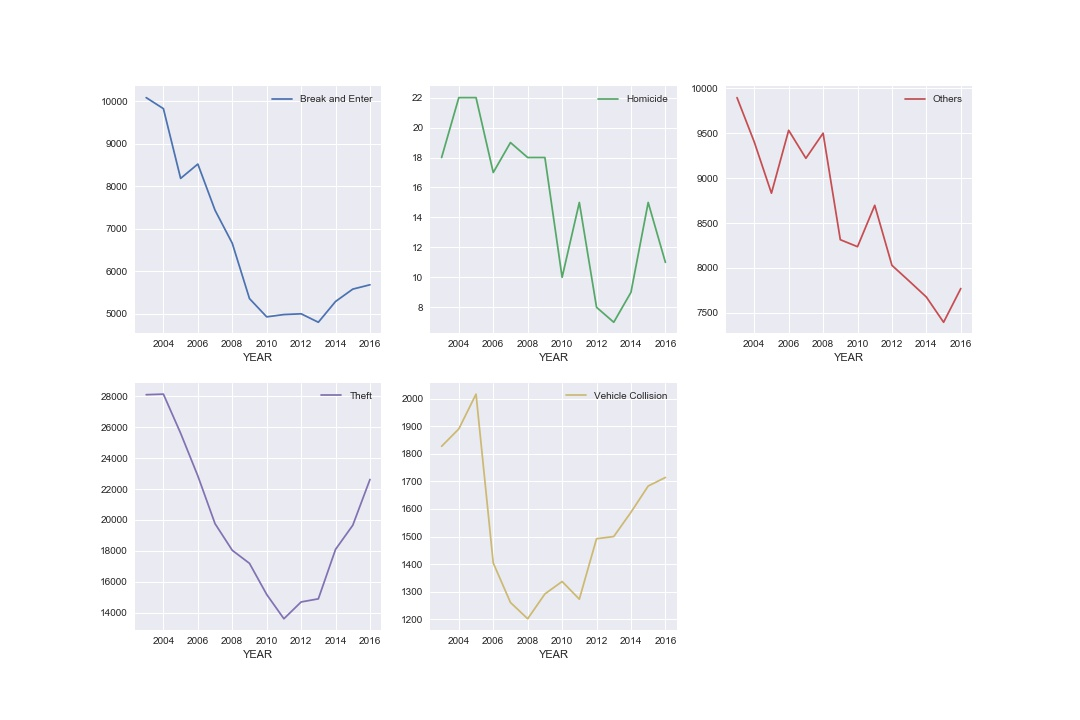 Break and Enter
10000
9000
8000
7000
6000
5000
2004 2006 2008 2010 2012 2014 2016
YEAR
Homicide
22
20
18
16
14
12
10
8
2004 2006 2008 2010 2012 2014 2016
YEAR
Others
10000
9500
9000
8500
8000
7500
2004 2006 2008 2010 2012 2014 2016
YEAR
Theft
28000
26000
24000
22000
20000
18000
16000
14000
2004 2006 2008 2010 2012 2014 2016
YEAR
Vehicle Collision
2000
1900
1800
1700
1600
1500
1400
1300
1200
2004 2006 2008 2010 2012 2014 2016
YEAR